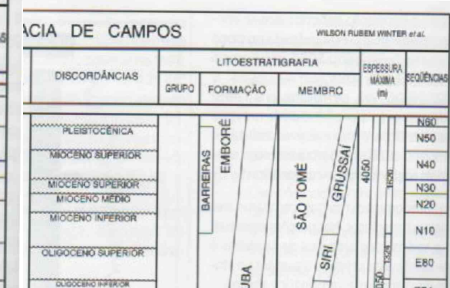 ACIA DE CAMPOS
WILSON RUBEM WINTER et al.
DISCORDÂNCIAS
LITOESTRATIGRAFIA
GRUPO
FORMAÇÃO
MEMBRO
ESPESSURA
MÁXIMA
(m)
SEQÜÊNCIAS
PLEISTOCÊNICA
MIOCENO SUPERIOR
MIOCENO SUPERIOR
MIOCENO MÉDIO
MIOCENO INFERIOR
OLIGOCENO SUPERIOR
OLIGOCENO INFERIOR
BARREIRAS
EMBORÊ
UBA
SÃO TOMÉ
GRUSSAÍ
SIRI
4050
N60
N50
N40
N30
N20
N10
E80